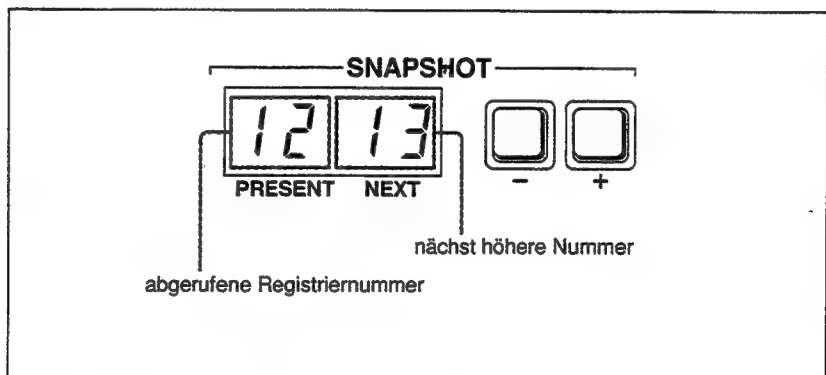 SNAPSHOT
12 13
PRESENT NEXT
- +
nächst höhere Nummer
abgerufene Registriernummer